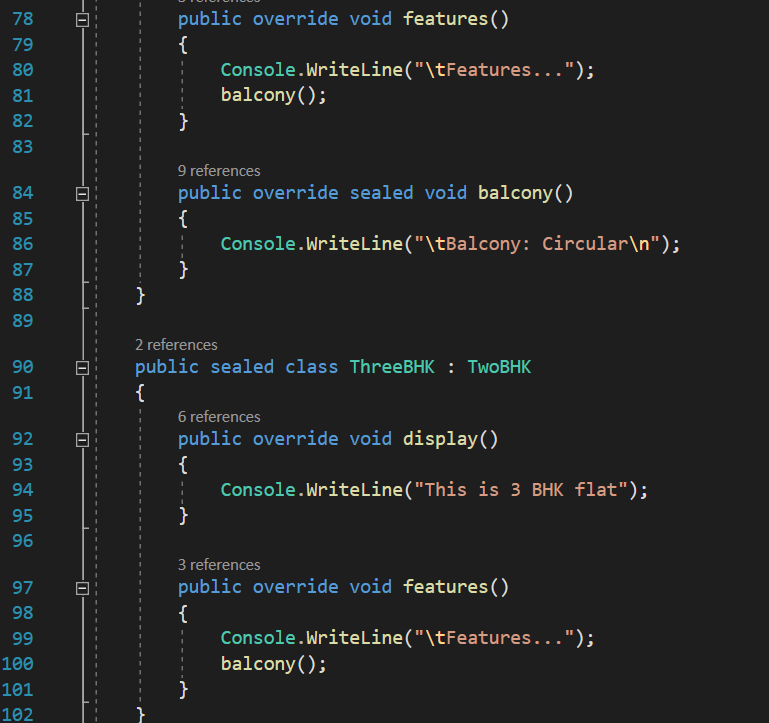 78 public override void features()
79 {
80 Console.WriteLine("\tFeatures...");
81 balcony();
82 }
83
9 references
84 public override sealed void balcony()
85 {
86 Console.WriteLine("\tBalcony: Circular\n");
87 }
88 }
89
2 references
90 public sealed class ThreeBHK : TwoBHK
91 {
6 references
92 public override void display()
93 {
94 Console.WriteLine("This is 3 BHK flat");
95 }
96
3 references
97 public override void features()
98 {
99 Console.WriteLine("\tFeatures...");
100 balcony();
101 }
102 }